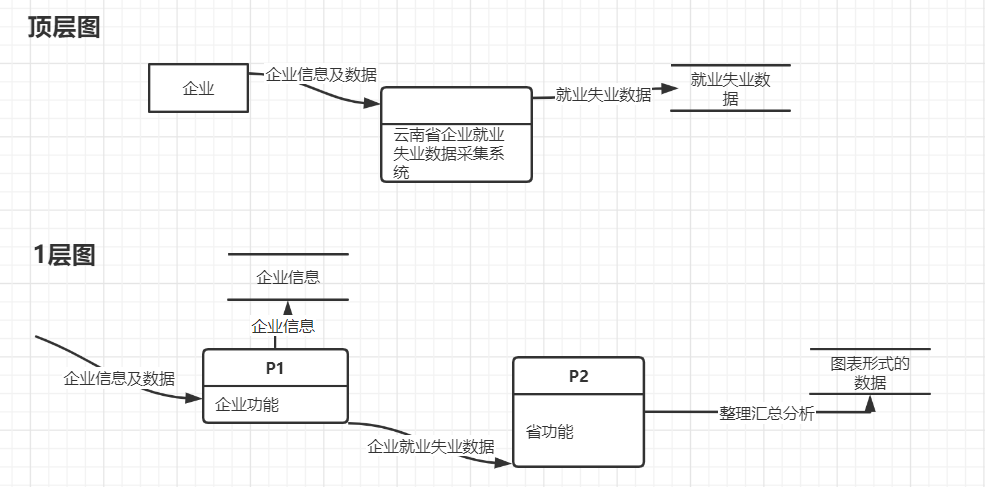 顶层图
企业
企业信息及数据
云南省企业就业
失业数据采集系
统
就业失业数据
就业失业数
据
1层图
企业信息
企业信息
企业信息及数据
P1
企业功能
企业就业失业数据
P2
省功能
整理汇总分析
图表形式的
数据